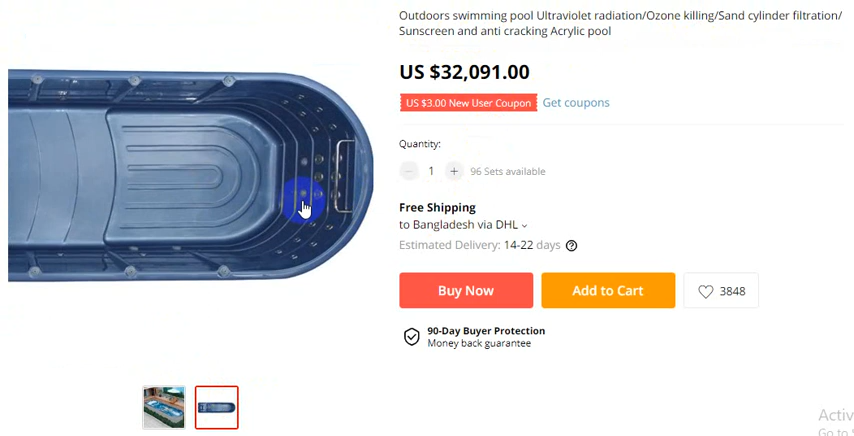 Outdoors swimming pool Ultraviolet radiation/Ozone killing/Sand cylinder filtration/
Sunscreen and anti cracking Acrylic pool
US $32,091.00
US $3.00 New User Coupon Get coupons
Quantity:
− 1 + 96 Sets available
Free Shipping
to Bangladesh via DHL
Estimated Delivery: 14-22 days ?
Buy Now Add to Cart 3848
90-Day Buyer Protection
Money back guarantee
Activ
Go to